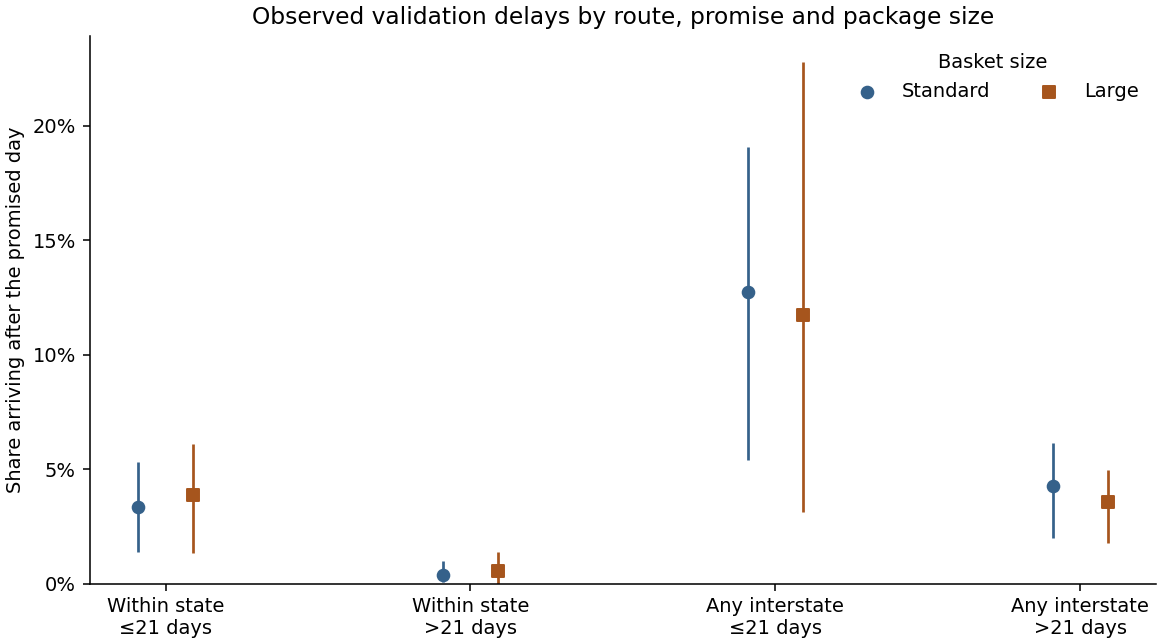 Observed validation delays by route, promise and package size
Basket size
Standard
Large
Share arriving after the promised day
20%
15%
10%
5%
0%
Within state
≤21 days
Within state
>21 days
Any interstate
≤21 days
Any interstate
>21 days